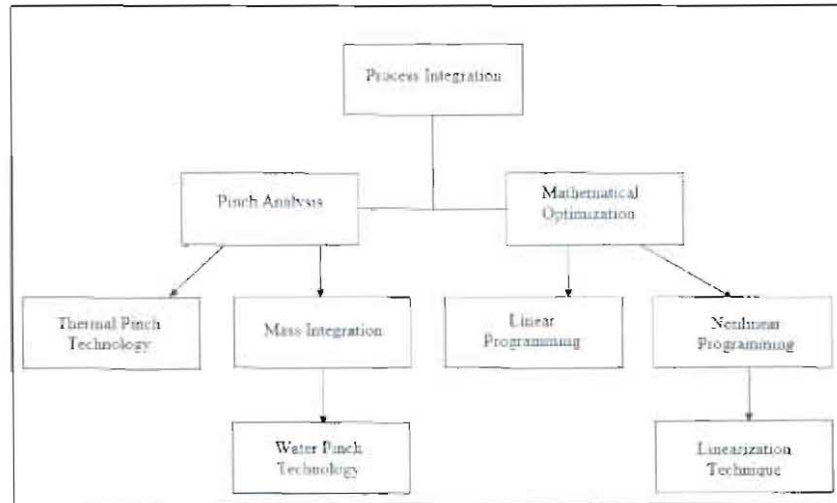 Process Integration
Pinch Analysis
Mathematical
Optimization
Thermal Pinch
Technology
Mass Integration
Linear
Programming
Nonlinear
Programming
Water Pinch
Technology
Linearization
Technique